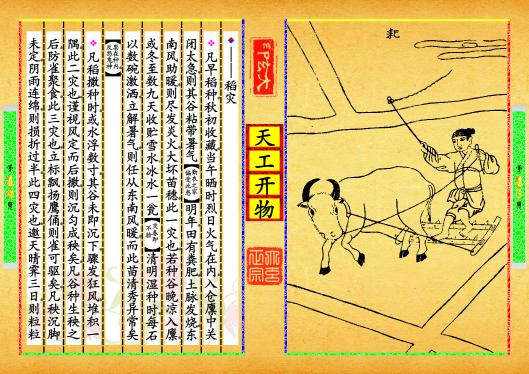 耙
天工开物
稻灾
凡早稻种秋初收藏当午晒时烈日火气在内入仓廪中关
闭太急则其谷粘带暑气【勤农之家偏受此患】明年田有粪肥土脉发烧东
南风助暖则尽发炎火大坏苗穗此一灾也若种谷晚凉入廪
或冬至数九天收贮雪水冰水一瓮【交春即不验】清明湿种时每石
以数碗激洒立解暑气则任从东南风暖而此苗清秀异常矣
【祟在种内反怨鬼神】
凡稻撒种时或水浮数寸其谷未即沉下骤发狂风堆积一
隅此二灾也谨视风定而后撒则沉匀成秧矣凡谷种生秧之
后防雀聚食此三灾也立标飘扬鹰俑则雀可驱矣凡秧沉脚
未定阴雨连绵则损折过半此四灾也邀天晴霁三日则粒粒